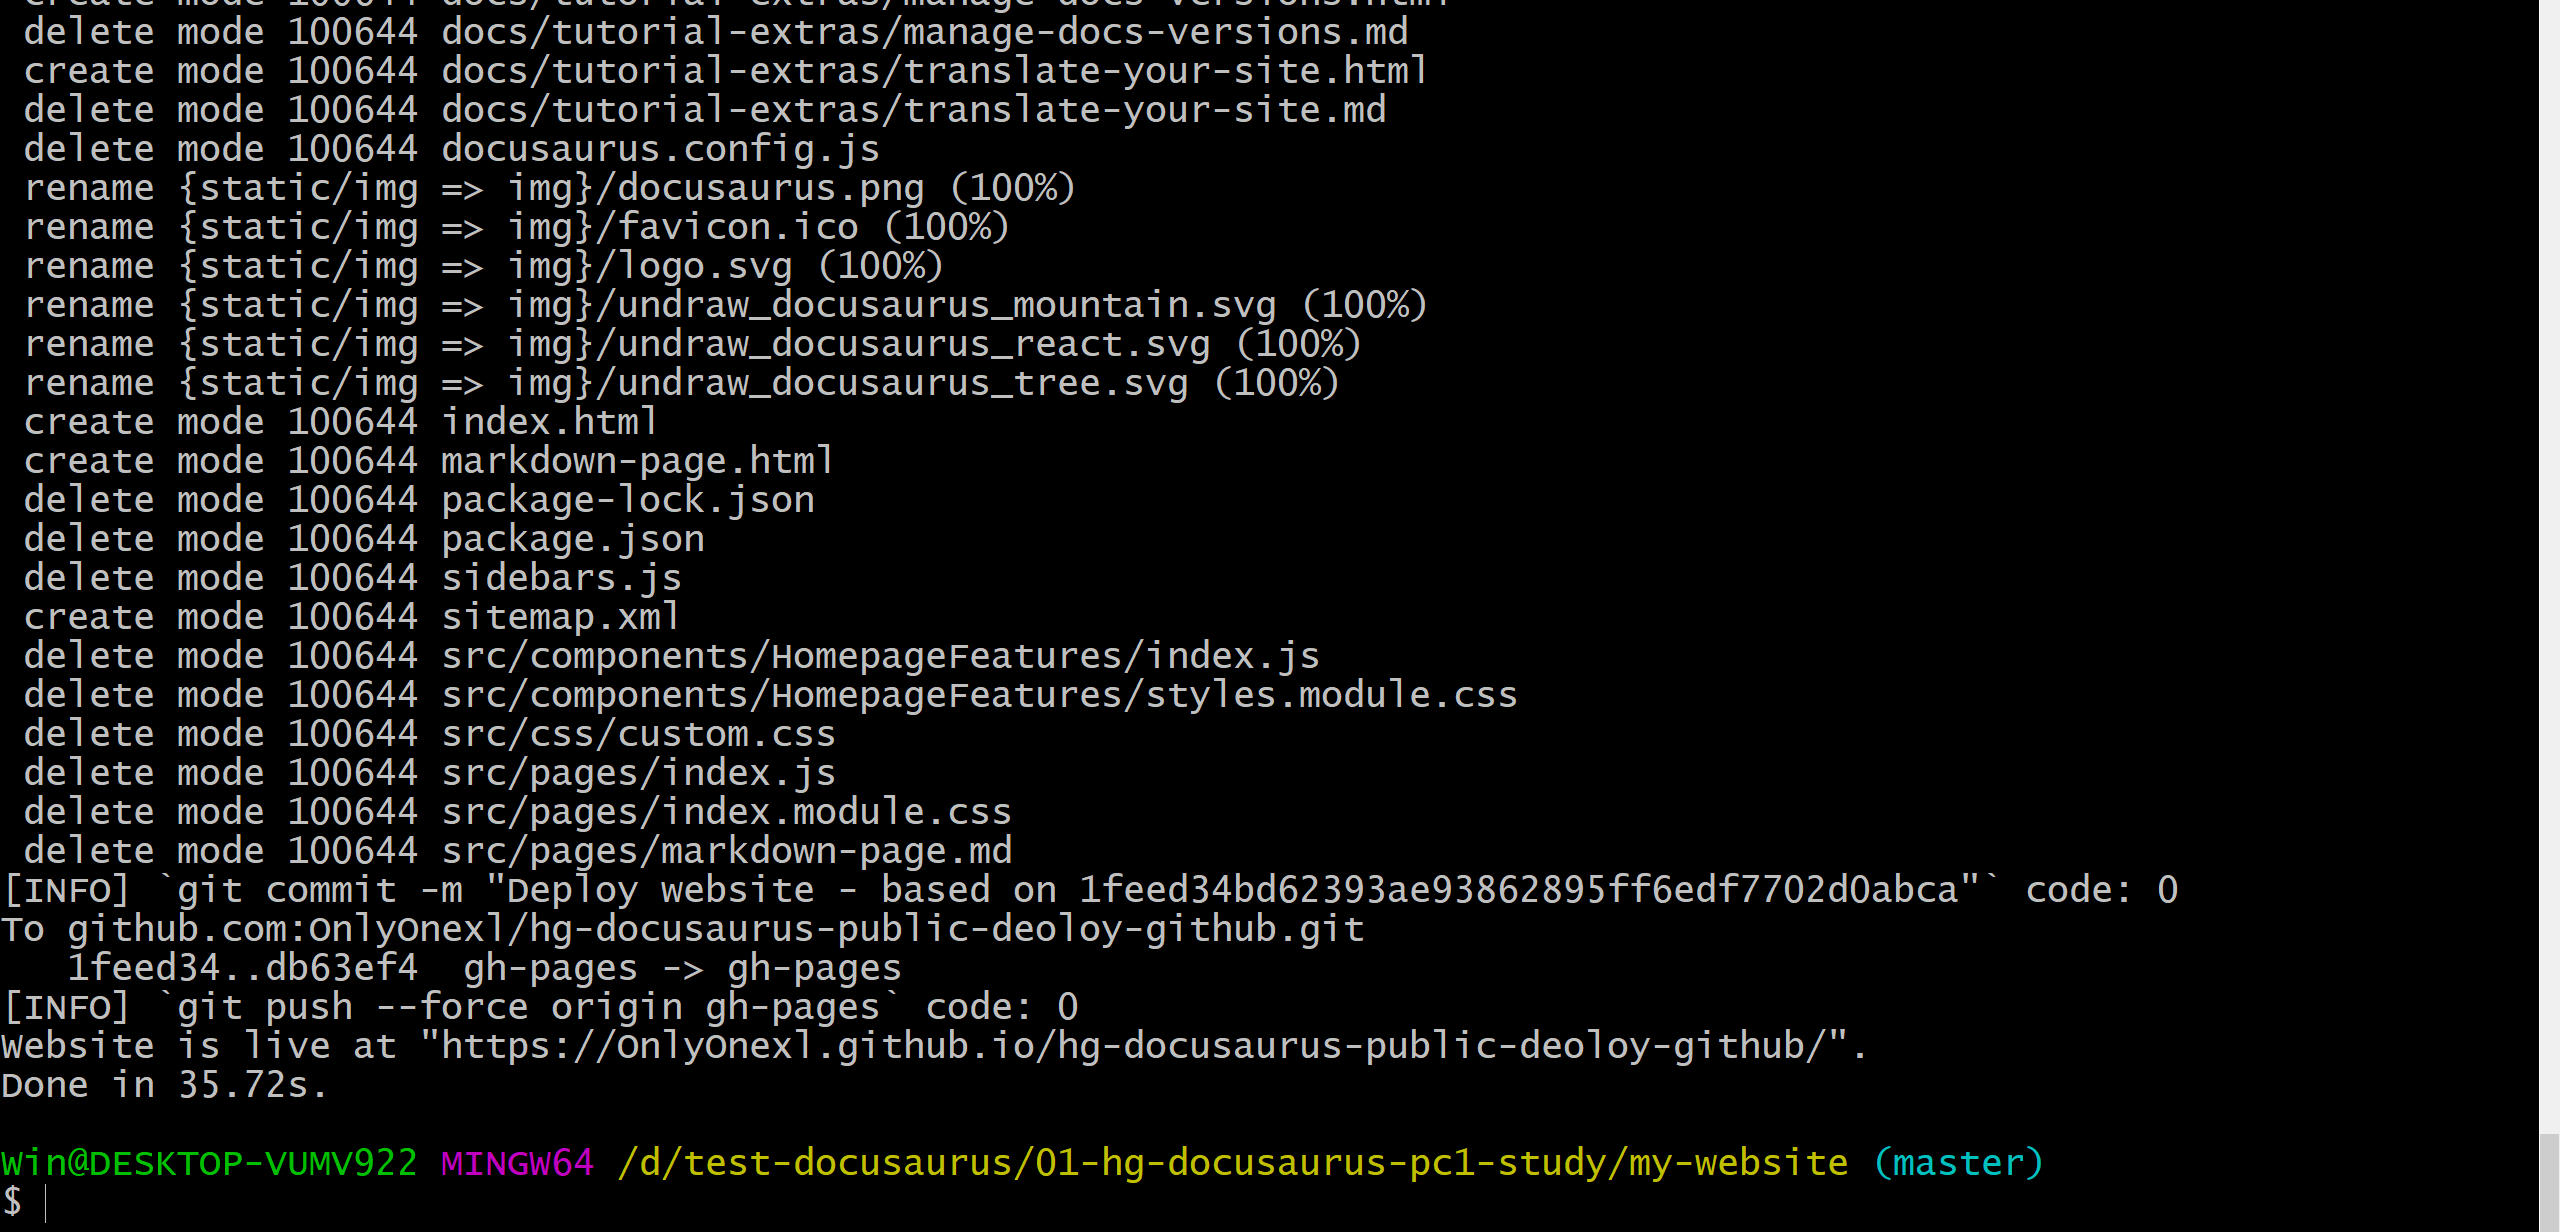 create mode 100644 docs/tutorial-extras/manage-docs-versions.html
delete mode 100644 docs/tutorial-extras/manage-docs-versions.md
create mode 100644 docs/tutorial-extras/translate-your-site.html
delete mode 100644 docs/tutorial-extras/translate-your-site.md
delete mode 100644 docusaurus.config.js
rename {static/img => img}/docusaurus.png (100%)
rename {static/img => img}/favicon.ico (100%)
rename {static/img => img}/logo.svg (100%)
rename {static/img => img}/undraw_docusaurus_mountain.svg (100%)
rename {static/img => img}/undraw_docusaurus_react.svg (100%)
rename {static/img => img}/undraw_docusaurus_tree.svg (100%)
create mode 100644 index.html
create mode 100644 markdown-page.html
delete mode 100644 package-lock.json
delete mode 100644 package.json
delete mode 100644 sidebars.js
create mode 100644 sitemap.xml
delete mode 100644 src/components/HomepageFeatures/index.js
delete mode 100644 src/components/HomepageFeatures/styles.module.css
delete mode 100644 src/css/custom.css
delete mode 100644 src/pages/index.js
delete mode 100644 src/pages/index.module.css
delete mode 100644 src/pages/markdown-page.md
[INFO] `git commit -m "Deploy website - based on 1feed34bd62393ae93862895ff6edf7702d0abca"` code: 0
To github.com:OnlyOnexl/hg-docusaurus-public-deoloy-github.git
1feed34..db63ef4  gh-pages -> gh-pages
[INFO] `git push --force origin gh-pages` code: 0
Website is live at "https://OnlyOnexl.github.io/hg-docusaurus-public-deoloy-github/".
Done in 35.72s.
Win@DESKTOP-VUMV922 MINGW64 /d/test-docusaurus/01-hg-docusaurus-pc1-study/my-website (master)
$